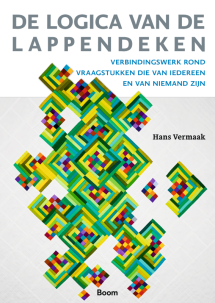 DE LOGICA VAN DE
LAPPENDEKEN
VERBINDINGSWERK ROND
VRAAGSTUKKEN DIE VAN IEDEREEN
EN VAN NIEMAND ZIJN
Hans Vermaak
Boom